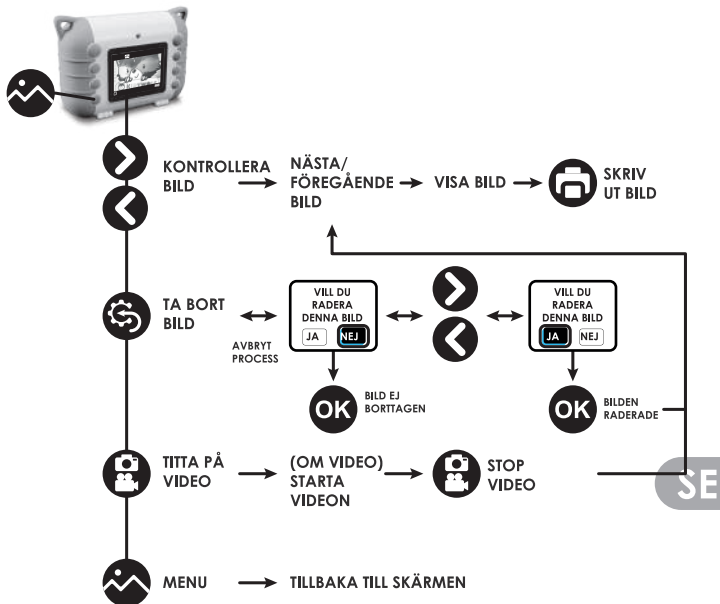 KONTROLLERA
BILD
NÄSTA/
FÖREGÅENDE
BILD
VISA BILD
SKRIV
UT BILD
TA BORT
BILD
AVBRYT
PROCESS
VILL DU
RADERA
DENNA BILD
JA NEJ
OK
BILD EJ
BORTTAGEN
VILL DU
RADERA
DENNA BILD
JA NEJ
OK
BILDEN
RADERADE
TITTA PÅ
VIDEO
(OM VIDEO)
STARTA
VIDEON
STOP
VIDEO
SE
MENU
TILLBAKA TILL SKÄRMEN